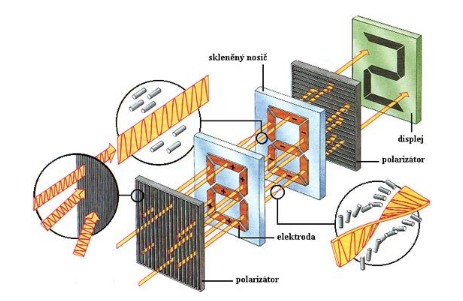 skleněný nosič
displej
polarizátor
elektroda
polarizátor